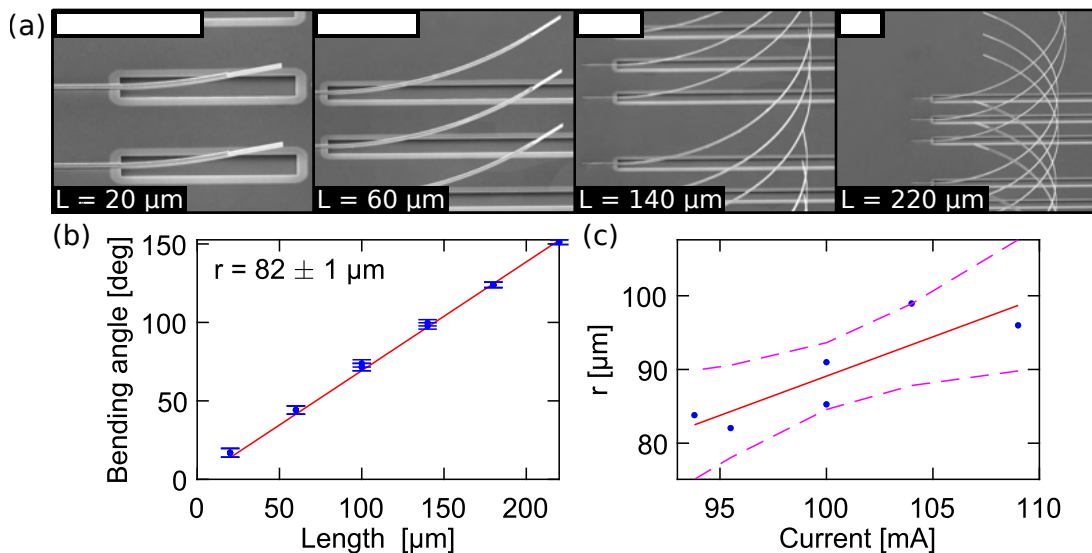 (a)
L = 20 µm
L = 60 µm
L = 140 µm
L = 220 µm
(b)
(c)
Bending angle [deg]
150
100
50
0
r = 82 ± 1 µm
0
50
100
150
200
Length [µm]
r [µm]
100
90
80
95
100
105
110
Current [mA]